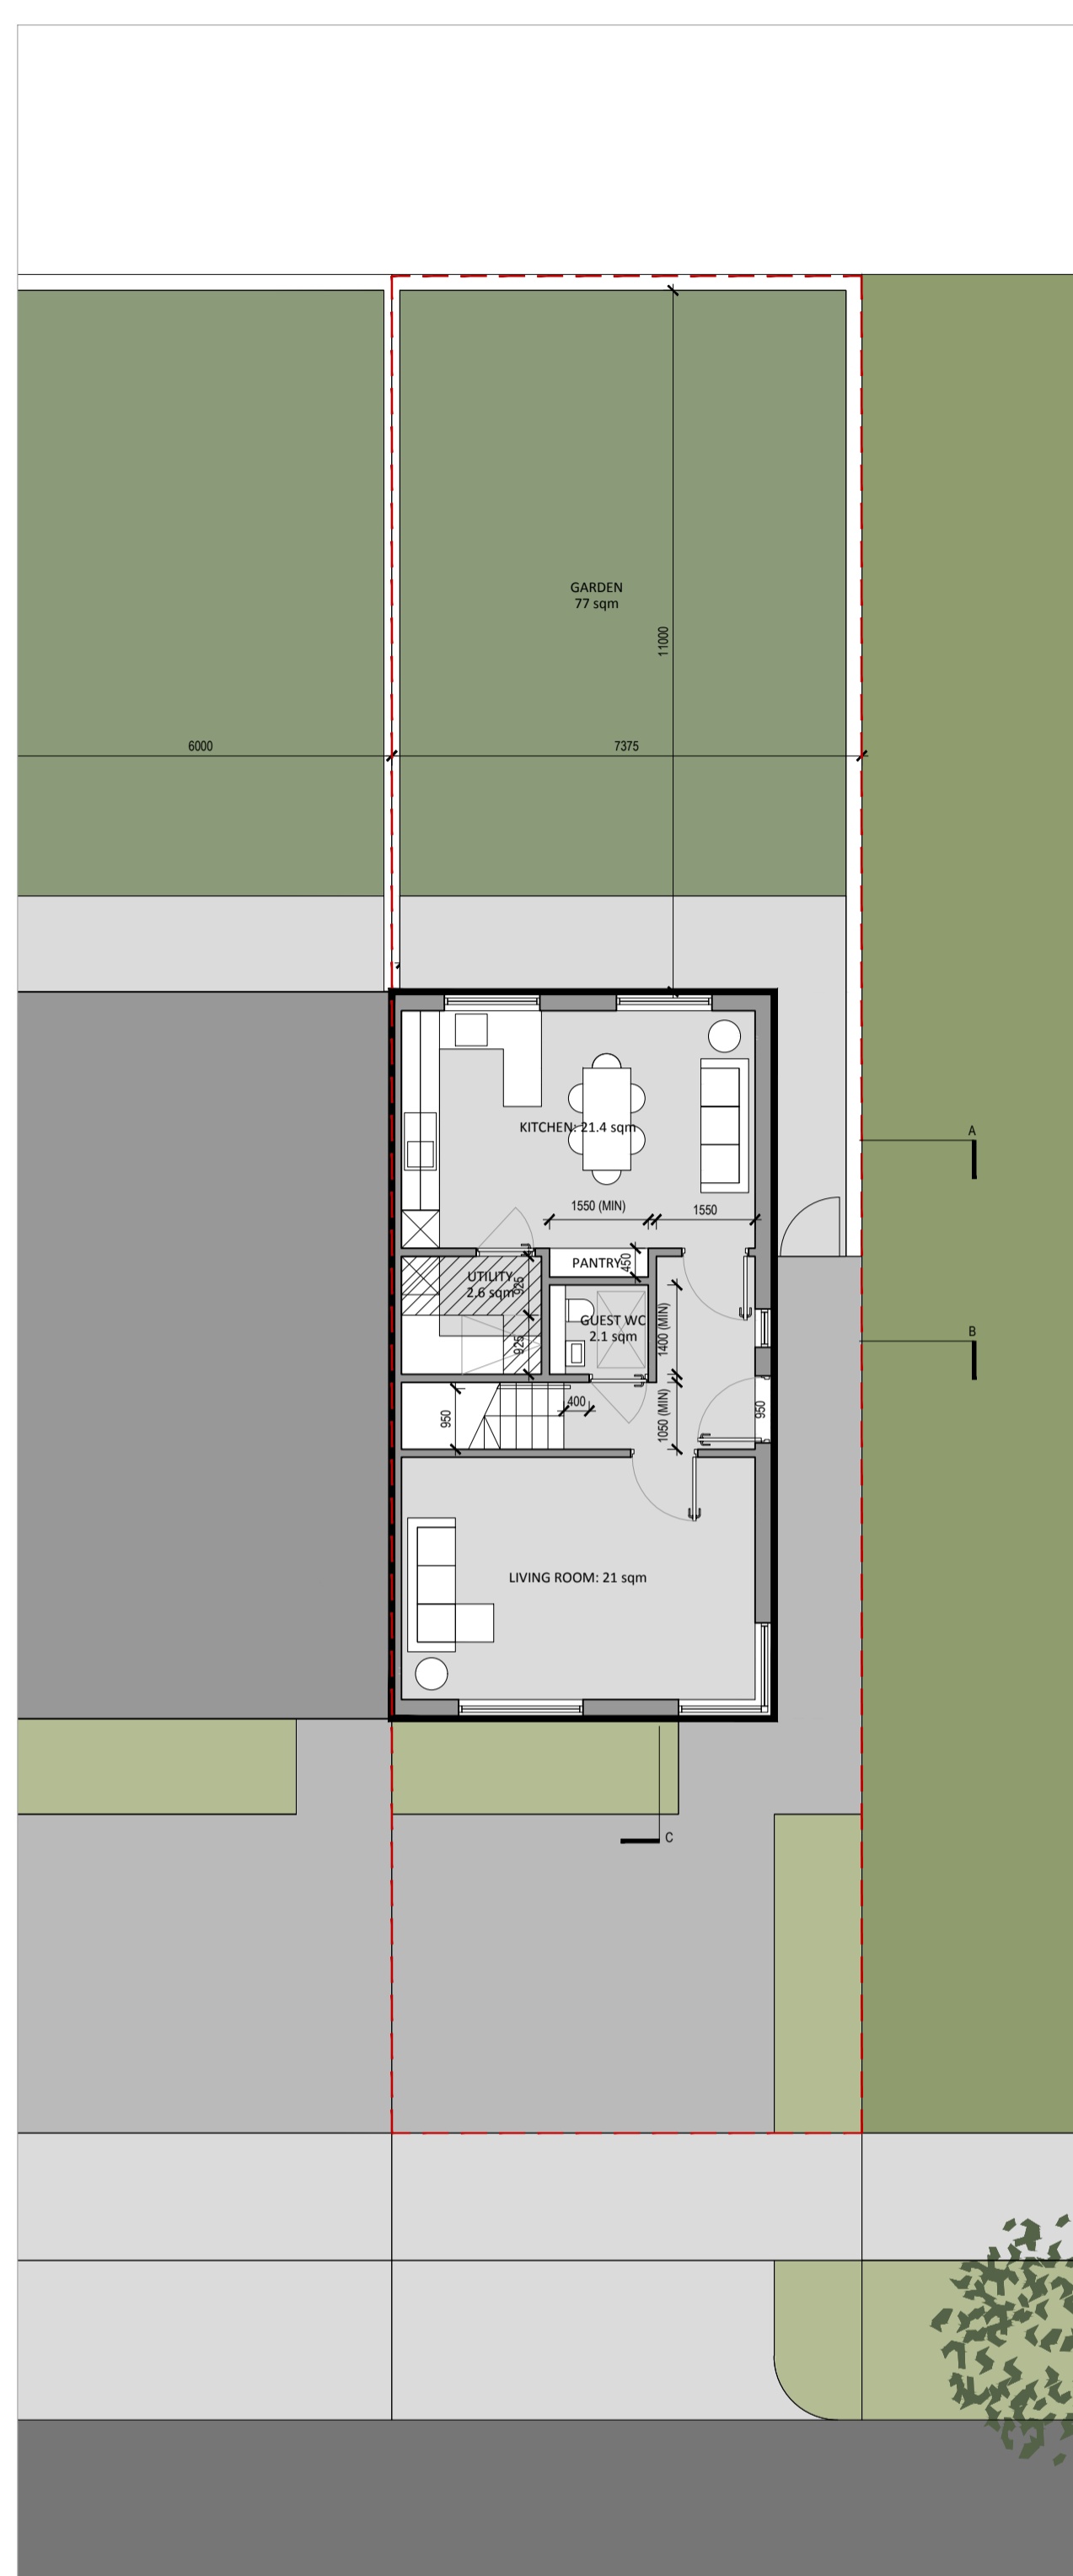 GARDEN
77 sqm
11000
6000
7375
A
KITCHEN: 21.4 sqm
1550 (MIN)
1550
PANTRY
450
UTILITY
2.6 sqm
925
GUEST WC
2.1 sqm
1400 (MIN)
B
925
400
950
1050 (MIN)
950
LIVING ROOM: 21 sqm
C